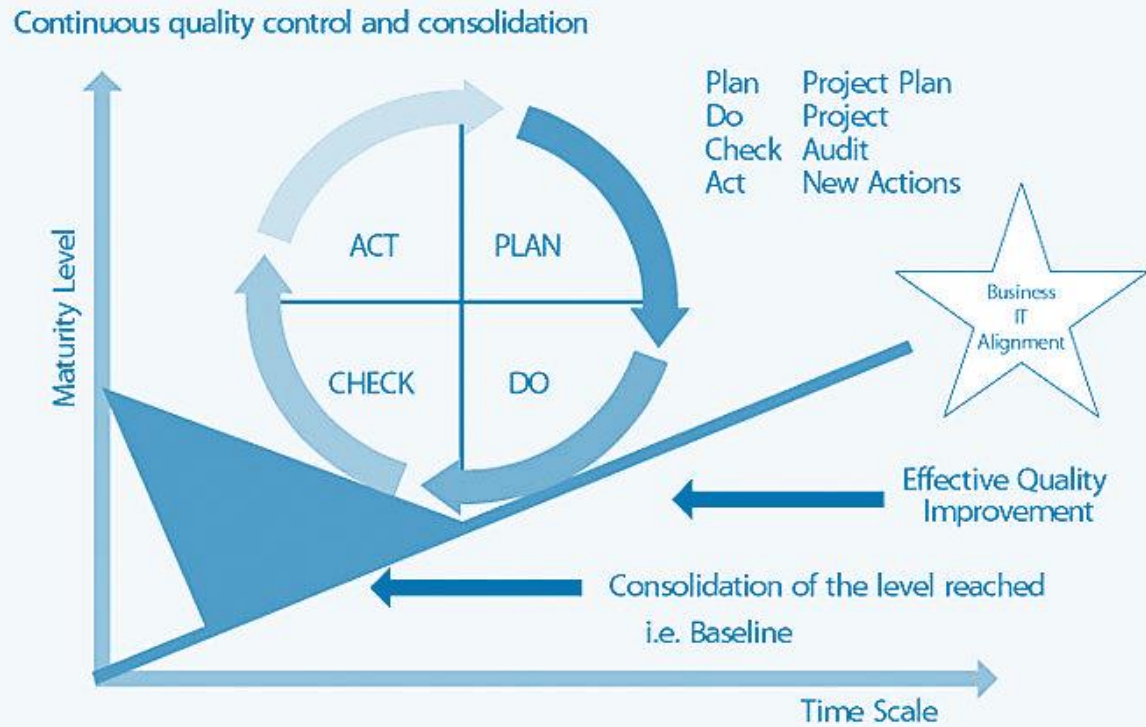 Continuous quality control and consolidation
Plan Project Plan
Do Project
Check Audit
Act New Actions
Maturity Level
ACT PLAN
CHECK DO
Business
IT
Alignment
Effective Quality
Improvement
Consolidation of the level reached
i.e. Baseline
Time Scale